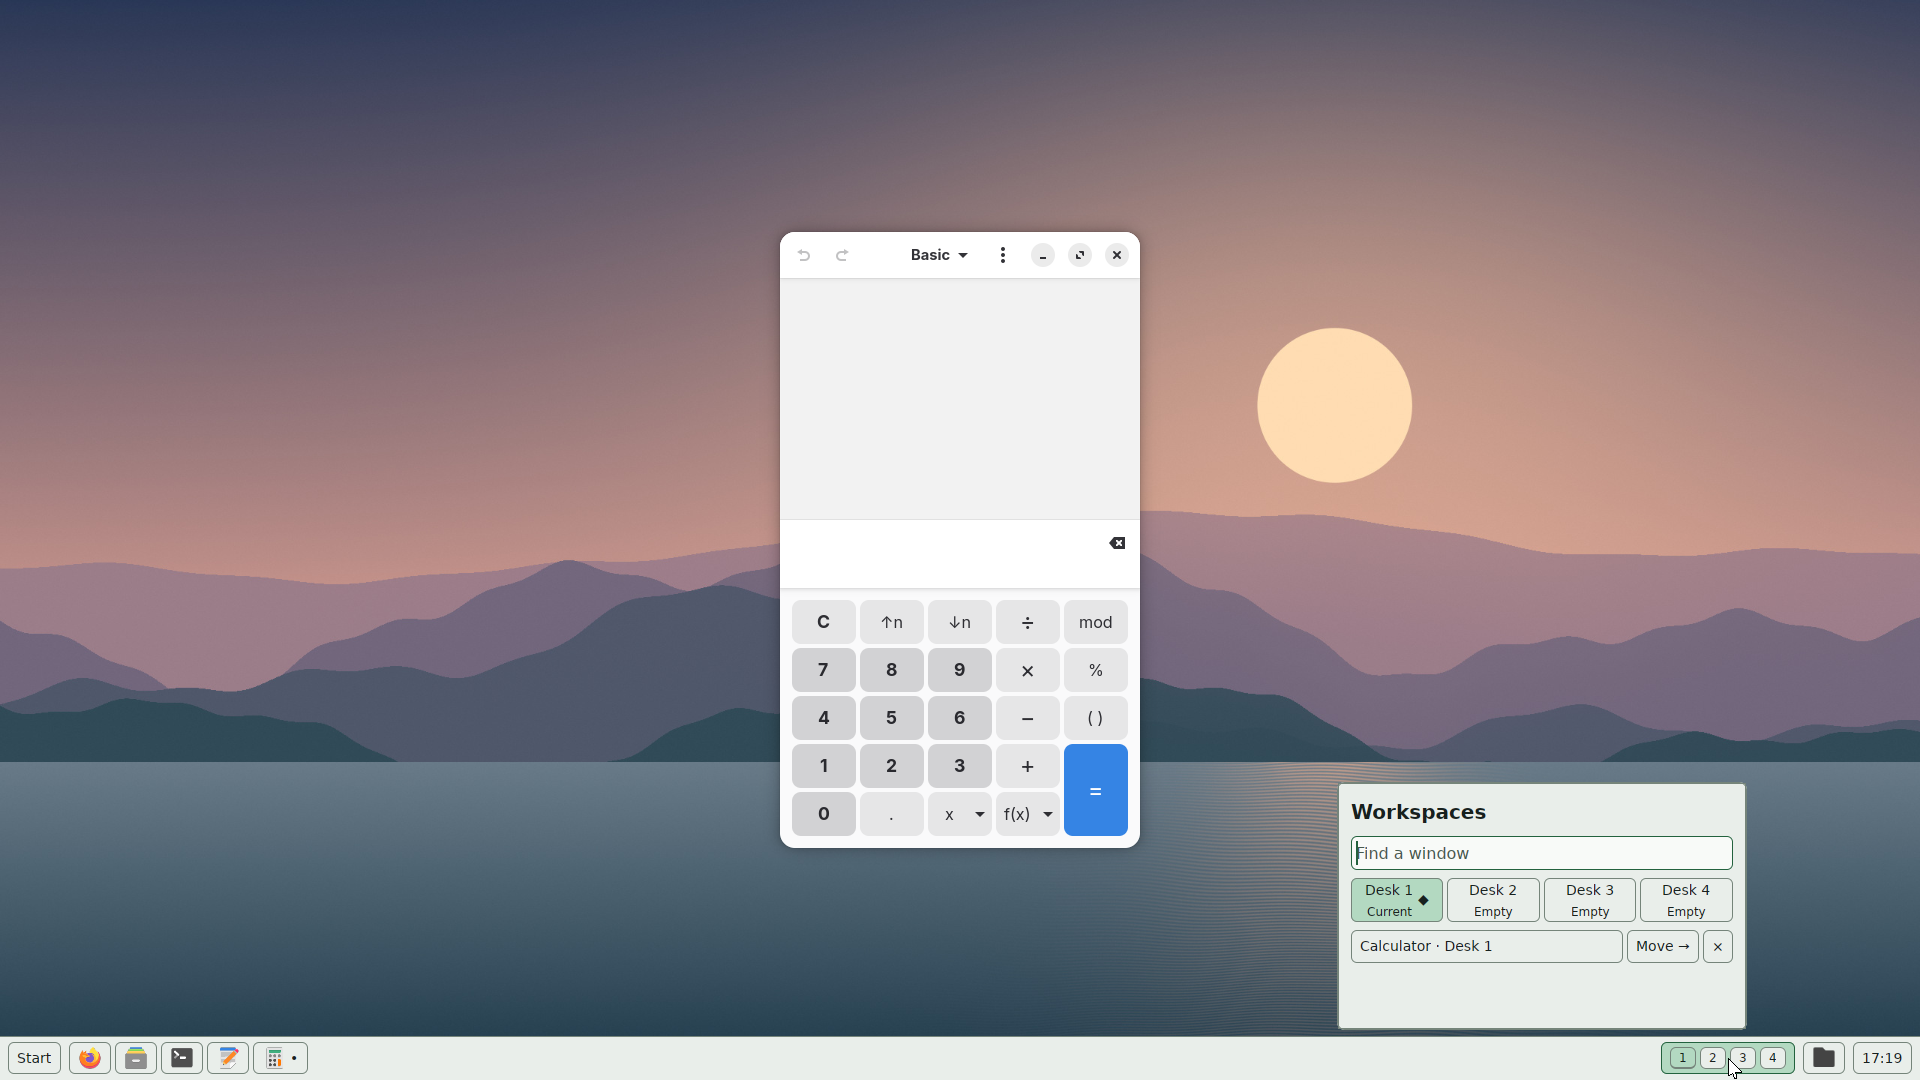 Basic
C ↑n ↓n ÷ mod
7 8 9 × %
4 5 6 − ( )
1 2 3 +
=
0 . x f(x)
Workspaces
Find a window
Desk 1 Desk 2 Desk 3 Desk 4
Current Empty Empty Empty
Calculator · Desk 1 Move → ×
Start 1 2 3 4 17:19